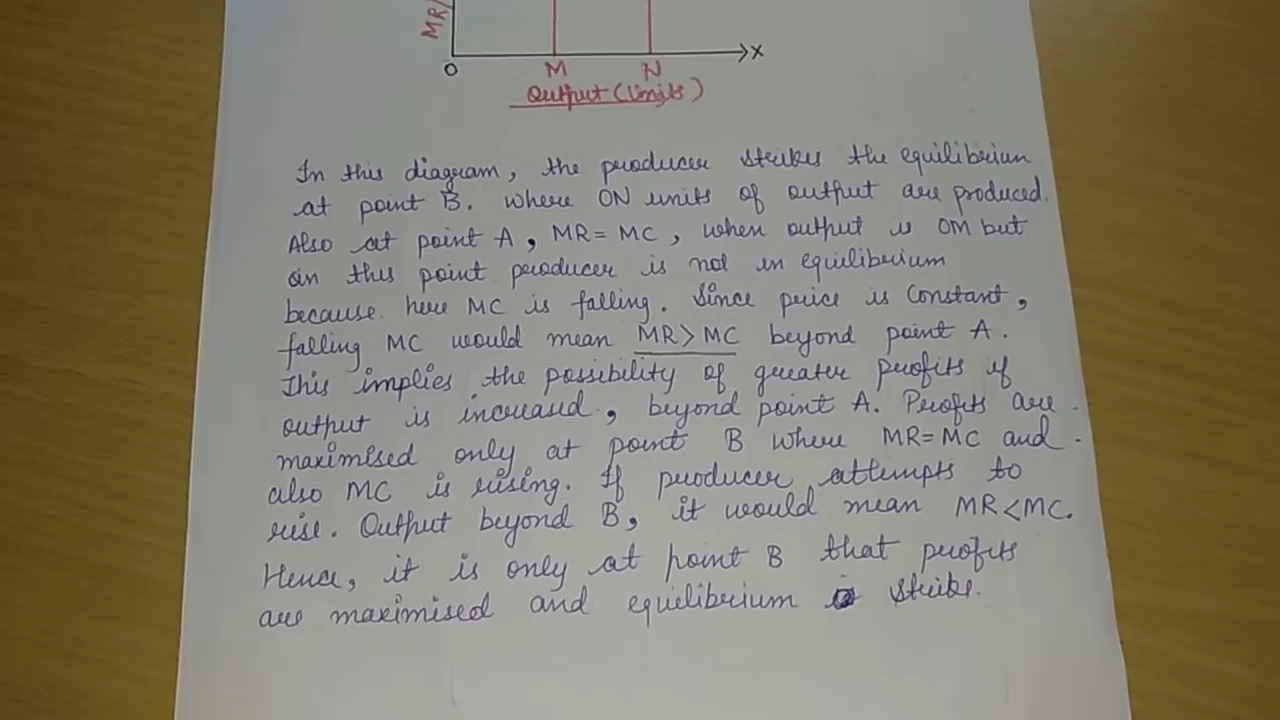 MR/
O M N X
Output (Units)
In this diagram, the producer strikes the equilibrium
at point B. where ON units of output are produced.
Also at point A, MR = MC, when output is OM but
on this point producer is not in equilibrium
because. here MC is falling. Since price is Constant,
falling MC would mean MR > MC beyond point A.
This implies the possibility of greater profits if
output is increased, beyond point A. Profits are
maximised only at point B where MR = MC and
also MC is rising. If producer attempts to
rise. Output beyond B, it would mean MR < MC.
Hence, it is only at point B that profits
are maximised and equilibrium strike.